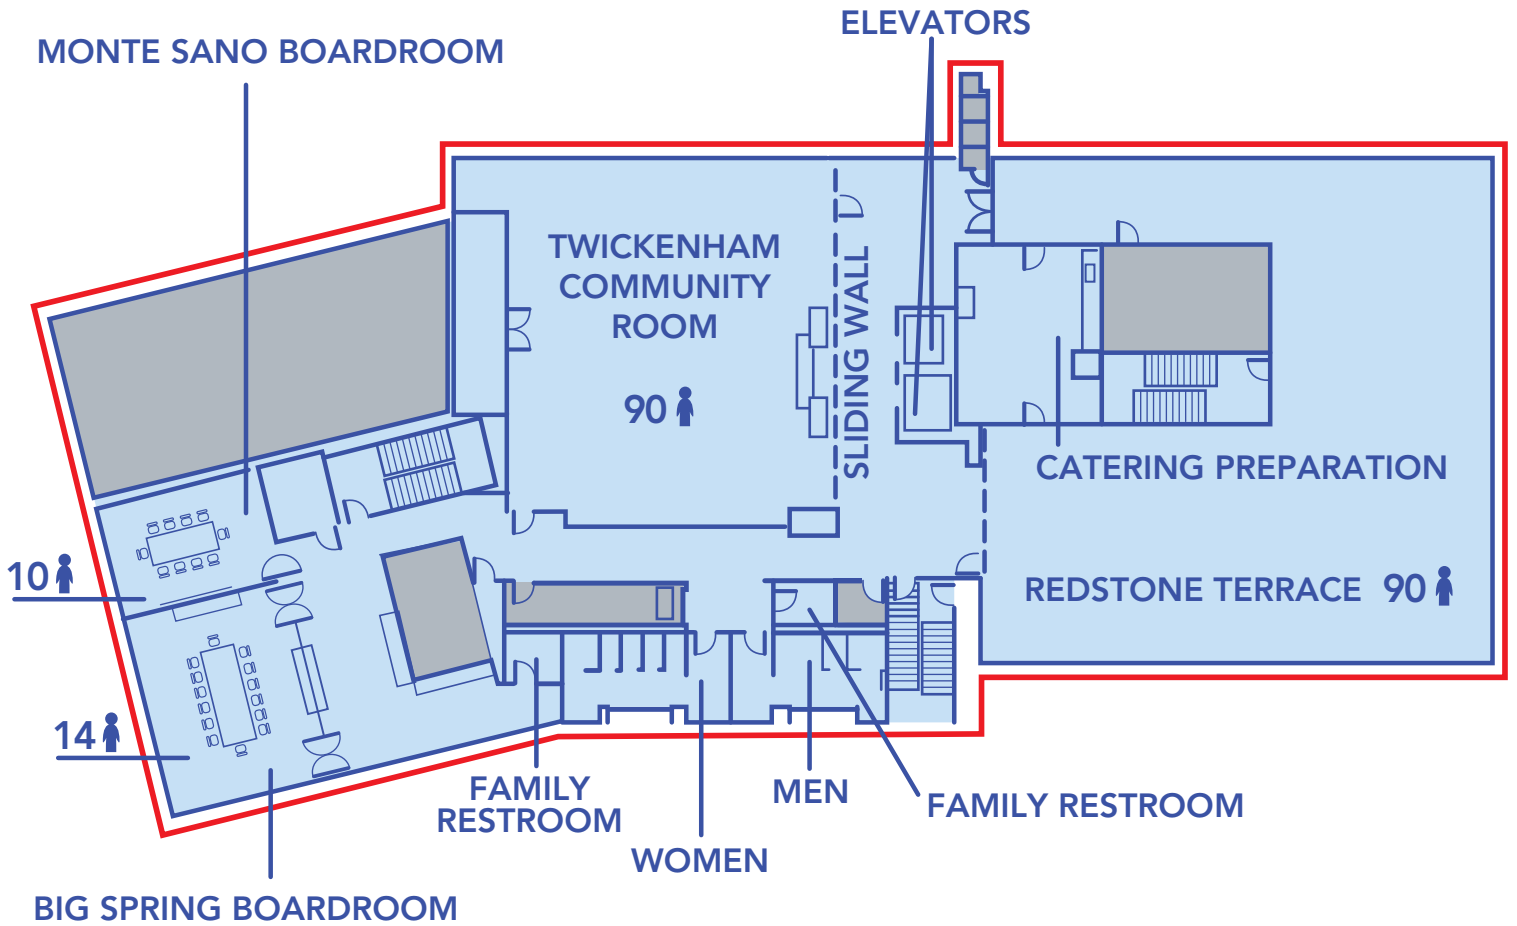 ELEVATORS
MONTE SANO BOARDROOM
TWICKENHAM
COMMUNITY
ROOM
90
SLIDING WALL
CATERING PREPARATION
REDSTONE TERRACE 90
10
14
FAMILY
RESTROOM
MEN
FAMILY RESTROOM
WOMEN
BIG SPRING BOARDROOM